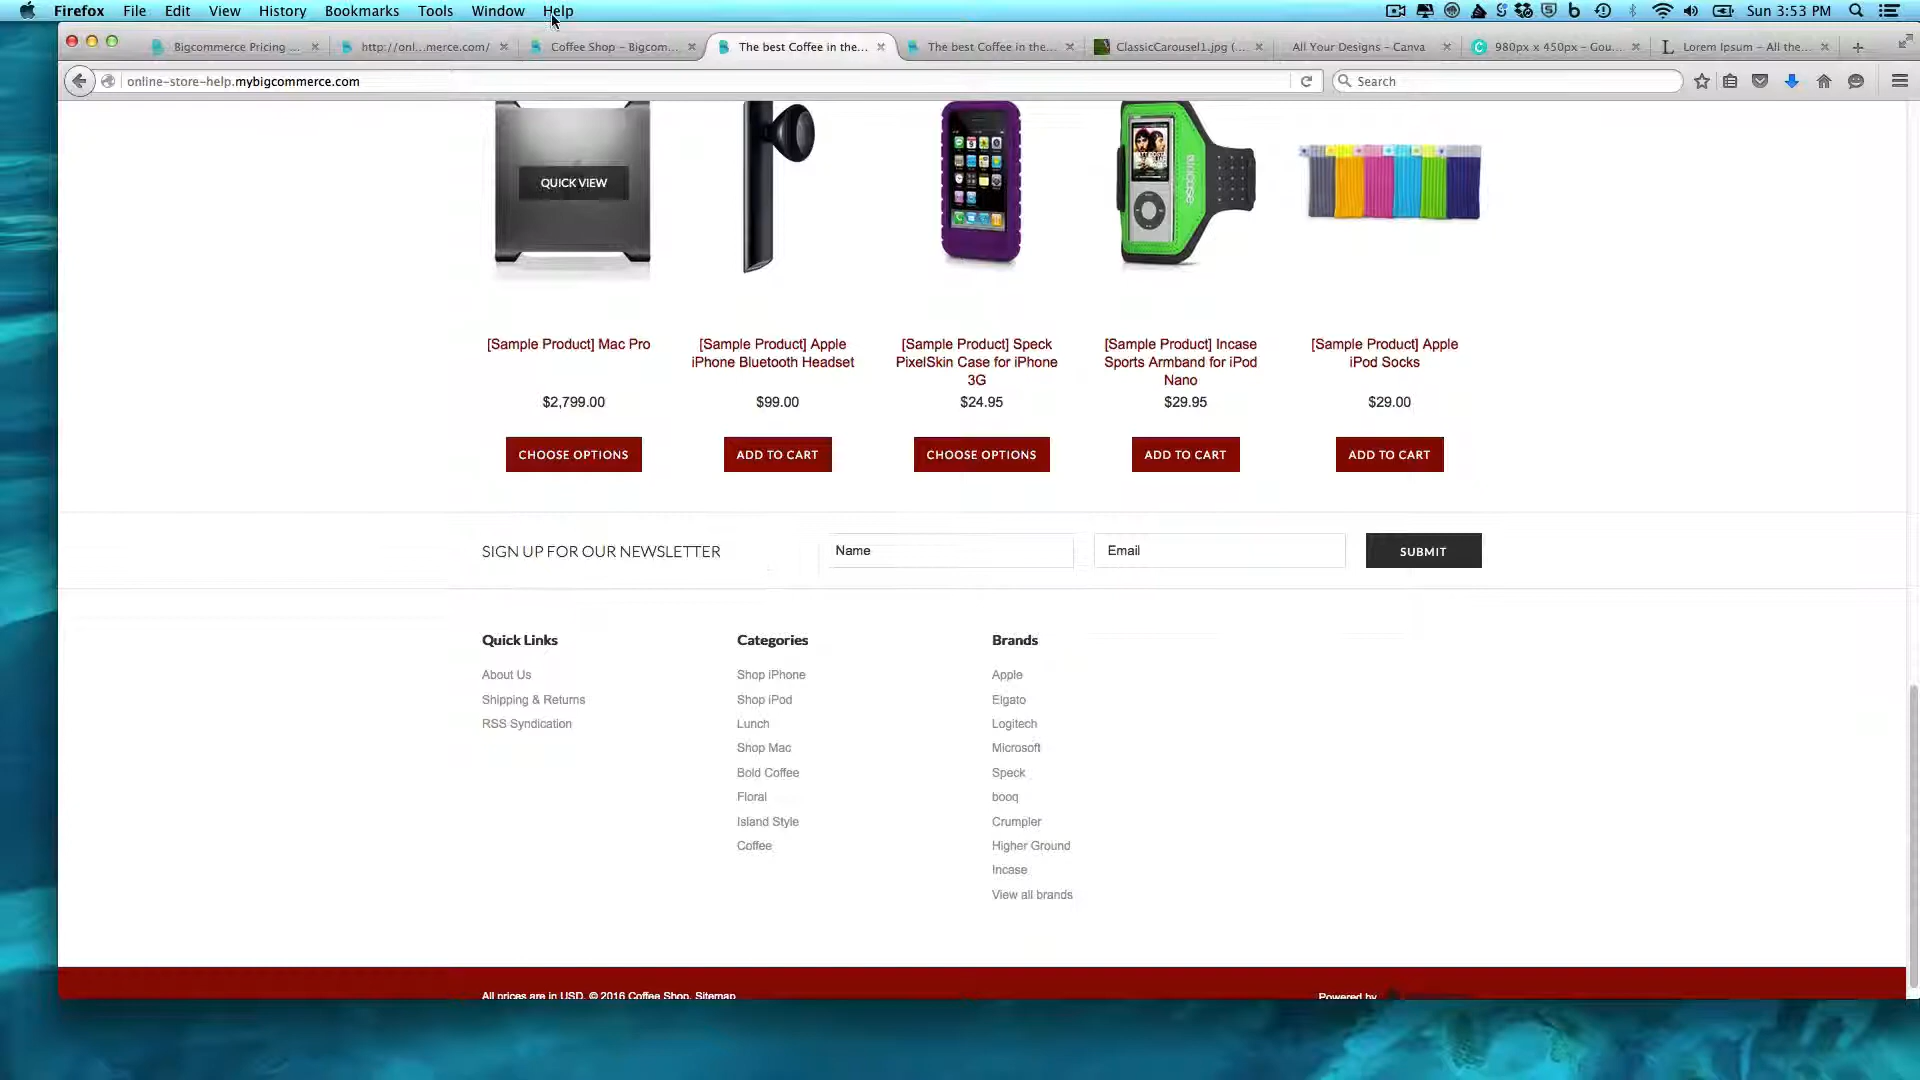 Firefox File Edit View History Bookmarks Tools Window Help Sun 3:53 PM
Bigcommerce Pricing ... http://onl...merce.com/ Coffee Shop – Bigcom... The best Coffee in the... The best Coffee in the... ClassicCarousel1.jpg (... All Your Designs – Canva 980px x 450px – Gou... Lorem Ipsum – All the...
online-store-help.mybigcommerce.com Search
QUICK VIEW
[Sample Product] Mac Pro
$2,799.00
CHOOSE OPTIONS
[Sample Product] Apple
iPhone Bluetooth Headset
$99.00
ADD TO CART
[Sample Product] Speck
PixelSkin Case for iPhone
3G
$24.95
CHOOSE OPTIONS
[Sample Product] Incase
Sports Armband for iPod
Nano
$29.95
ADD TO CART
[Sample Product] Apple
iPod Socks
$29.00
ADD TO CART
SIGN UP FOR OUR NEWSLETTER Name Email SUBMIT
Quick Links
About Us
Shipping & Returns
RSS Syndication
Categories
Shop iPhone
Shop iPod
Lunch
Shop Mac
Bold Coffee
Floral
Island Style
Coffee
Brands
Apple
Elgato
Logitech
Microsoft
Speck
booq
Crumpler
Higher Ground
Incase
View all brands
All prices are in USD. © 2016 Coffee Shop. Sitemap
Powered by